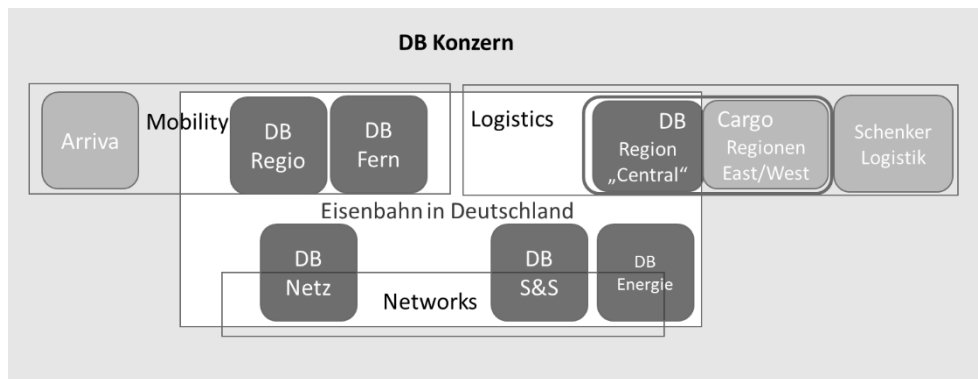 DB Konzern
Arriva
Mobility
DB
Regio
DB
Fern
Logistics
DB Cargo
Region
„Central“
Regionen
East/West
Schenker
Logistik
Eisenbahn in Deutschland
DB
Netz
Networks
DB
S&S
DB
Energie